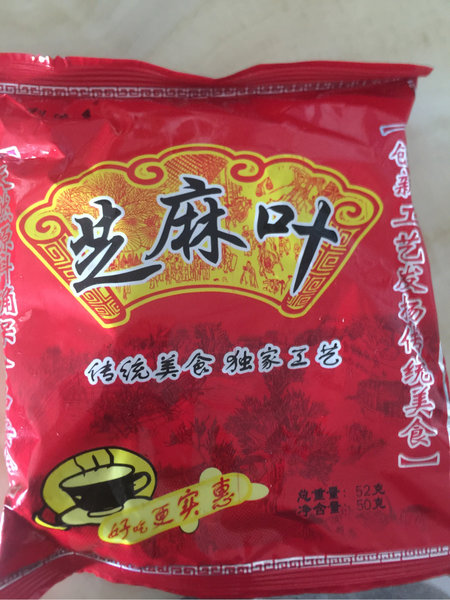 芝麻叶
传统美食 独家工艺
【创新工艺发扬传统美食】
好吃更实惠
总重量：52克
净含量：50克